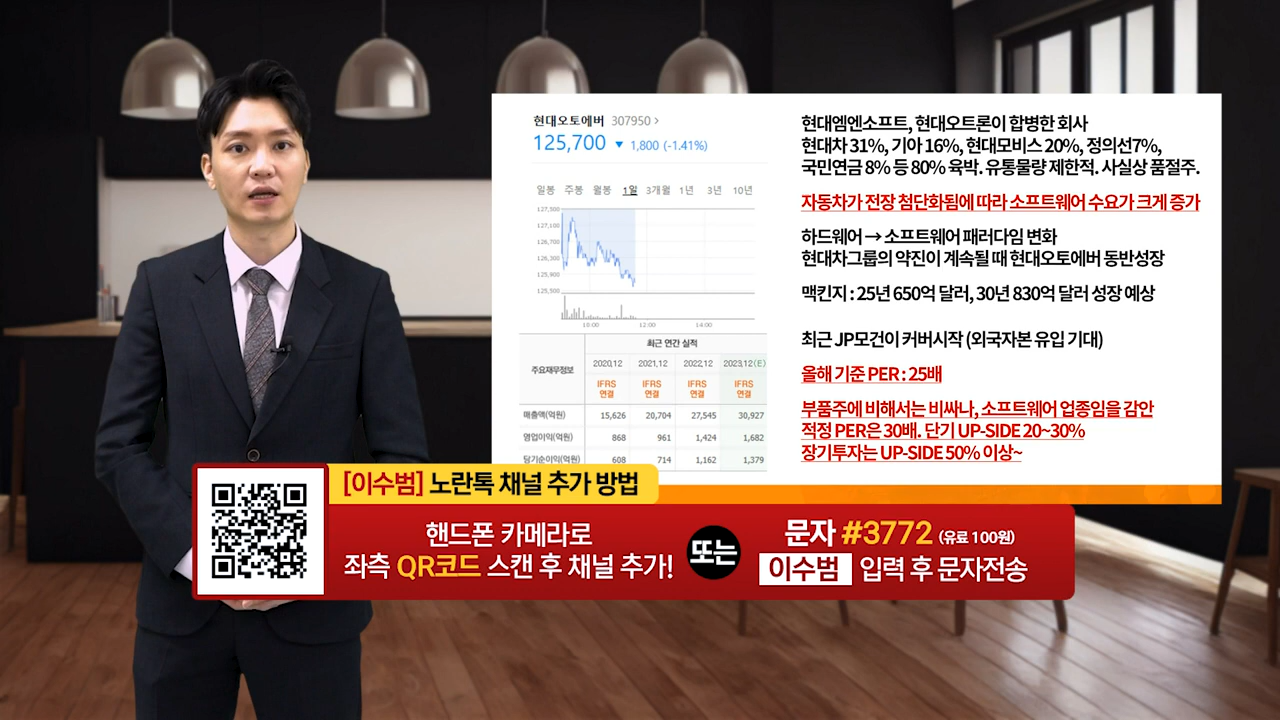 현대오토에버 307950 >
125,700 ▼ 1,800 (-1.41%)
일봉 주봉 월봉 1일 3개월 1년 3년 10년
127,500
127,100
126,700
126,300
125,900
125,500
10:00 12:00 14:00
주요재무정보 최근 연간 실적
2020.12 2021.12 2022.12 2023.12(E)
IFRS IFRS IFRS IFRS
연결 연결 연결 연결
매출액(억원) 15,626 20,704 27,545 30,927
영업이익(억원) 868 961 1,424 1,682
당기순이익(억원) 608 714 1,162 1,379
현대엠엔소프트, 현대오트론이 합병한 회사
현대차 31%, 기아 16%, 현대모비스 20%, 정의선7%,
국민연금 8% 등 80% 육박. 유통물량 제한적. 사실상 품절주.
자동차가 전장 첨단화됨에 따라 소프트웨어 수요가 크게 증가
하드웨어 → 소프트웨어 패러다임 변화
현대차그룹의 약진이 계속될 때 현대오토에버 동반성장
맥킨지 : 25년 650억 달러, 30년 830억 달러 성장 예상
최근 JP모건이 커버시작 (외국자본 유입 기대)
올해 기준 PER : 25배
부품주에 비해서는 비싸나, 소프트웨어 업종임을 감안
적정 PER은 30배. 단기 UP-SIDE 20~30%
장기투자는 UP-SIDE 50% 이상~
[이수범] 노란톡 채널 추가 방법
핸드폰 카메라로
좌측 QR코드 스캔 후 채널 추가!
또는
문자 #3772 (유료 100원)
이수범 입력 후 문자전송